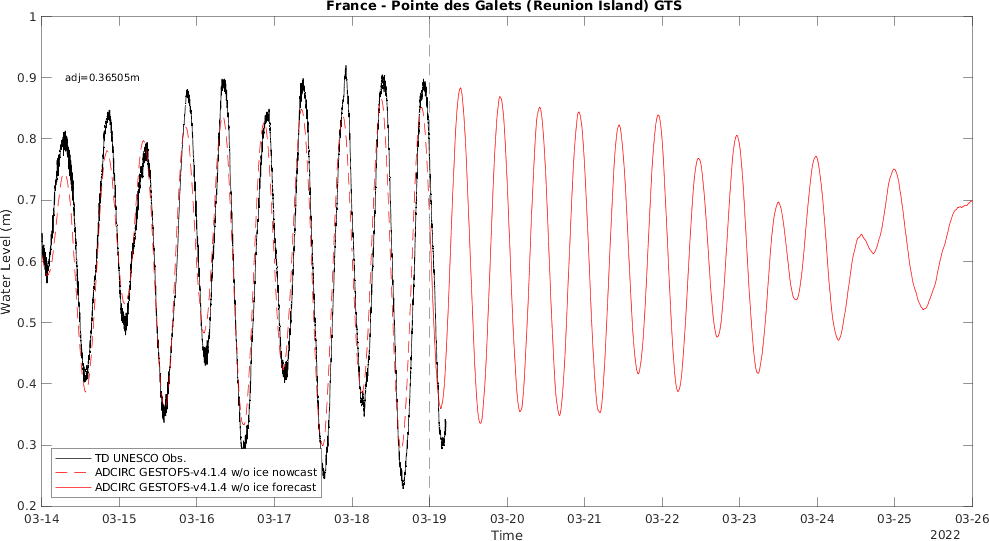 France - Pointe des Galets (Reunion Island) GTS
1
0.9
0.8
0.7
0.6
0.5
0.4
0.3
0.2
Water Level (m)
adj=0.36505m
TD UNESCO Obs.
ADCIRC GESTOFS-v4.1.4 w/o ice nowcast
ADCIRC GESTOFS-v4.1.4 w/o ice forecast
03-14 03-15 03-16 03-17 03-18 03-19 03-20 03-21 03-22 03-23 03-24 03-25 03-26
Time
2022